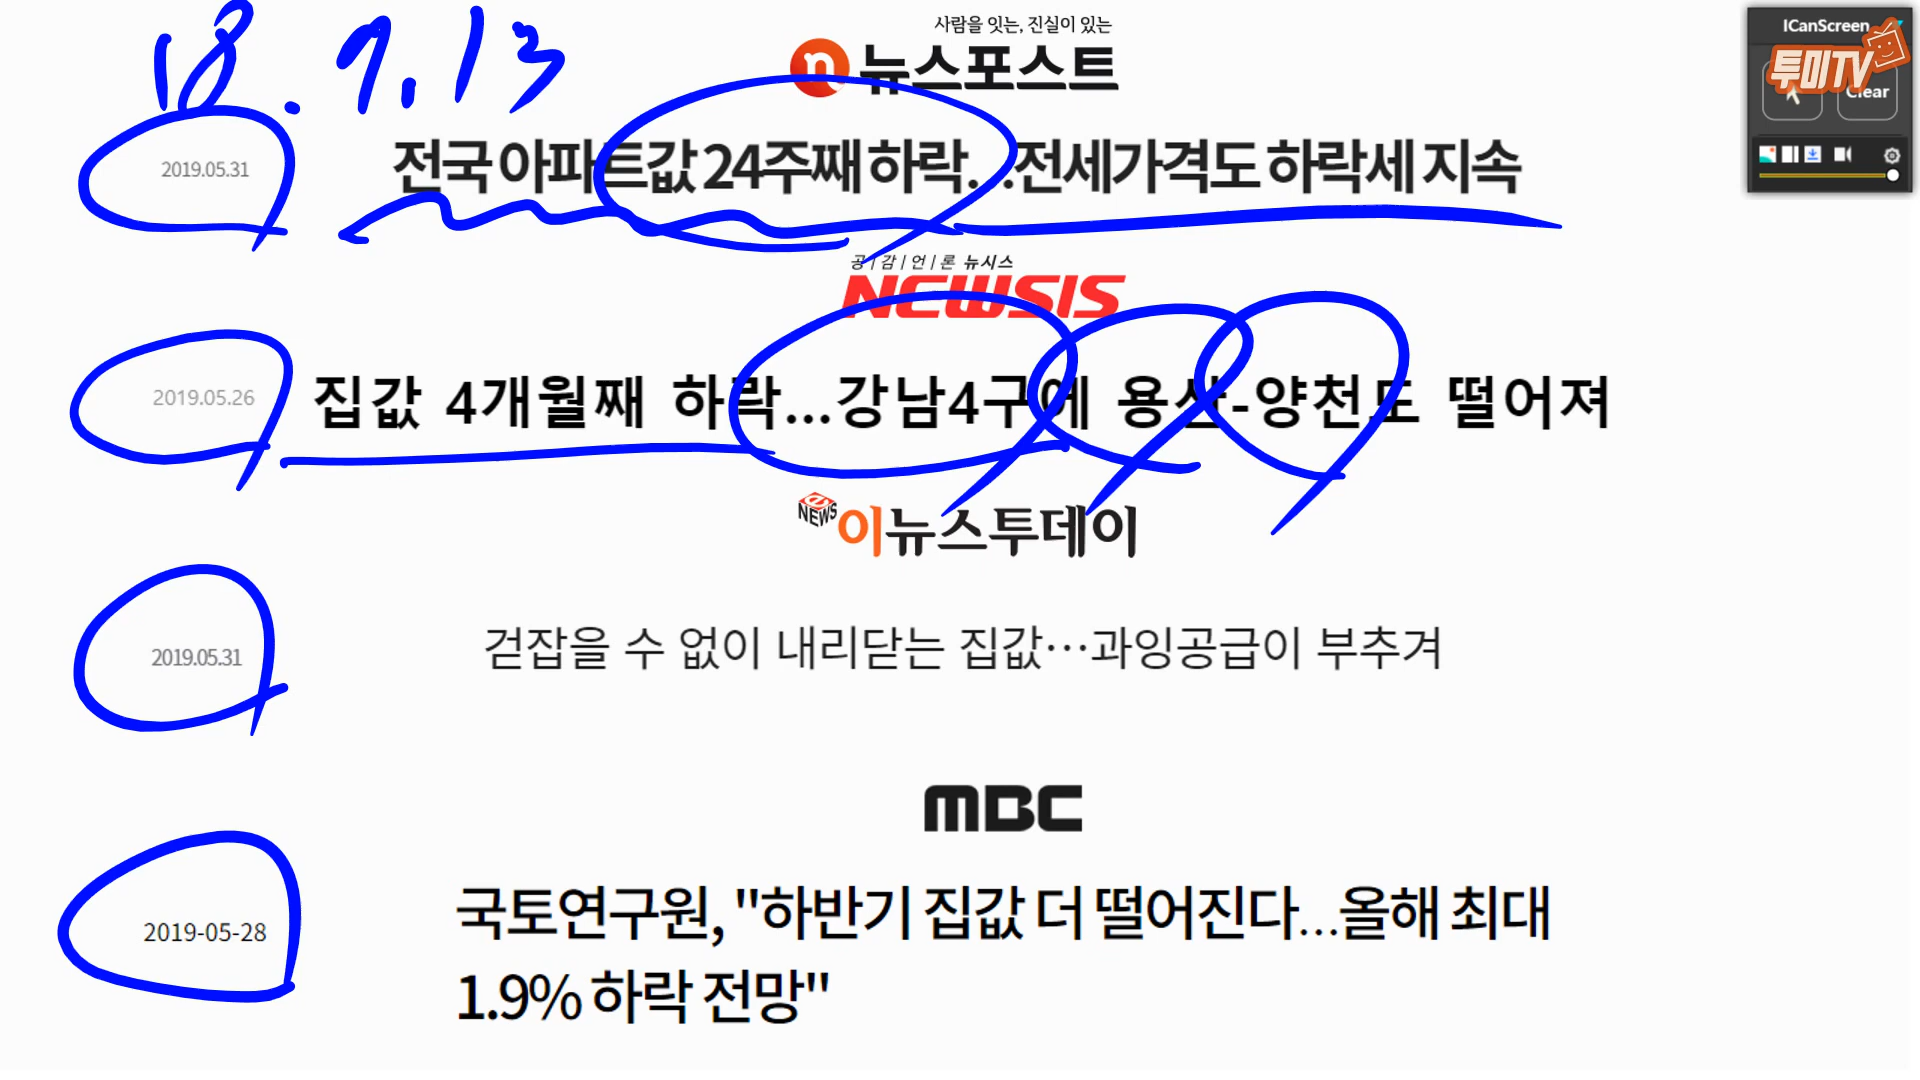 18.9.13
사람을 잇는, 진실이 있는
n 뉴스포스트
ICanScreen
투미TV
Clear
2019.05.31
전국 아파트값 24주째 하락...전세가격도 하락세 지속
공|감|언|론 뉴시스
NEWSIS
2019.05.26
집값 4개월째 하락...강남4구에 용산-양천도 떨어져
e NEWS 이뉴스투데이
2019.05.31
걷잡을 수 없이 내리닫는 집값…과잉공급이 부추겨
MBC
2019-05-28
국토연구원, "하반기 집값 더 떨어진다…올해 최대
1.9% 하락 전망"